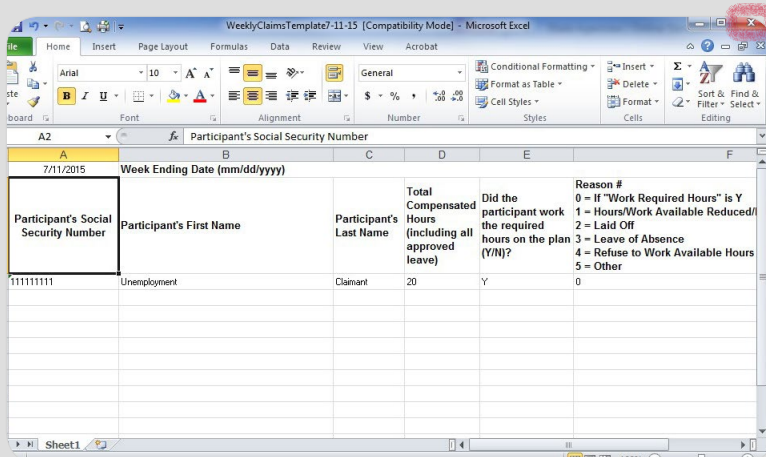 WeeklyClaimsTemplate7-11-15 [Compatibility Mode] - Microsoft Excel
Home Insert Page Layout Formulas Data Review View Acrobat
Arial 10 A A General Conditional Formatting Insert Σ
Format as Table Delete
B I U A $ % , Cell Styles Format Sort & Filter Find & Select
Font Alignment Number Styles Cells Editing
A2 fx Participant's Social Security Number
A B C D E F
7/11/2015 Week Ending Date (mm/dd/yyyy)
Participant's Social Security Number
Participant's First Name
Participant's Last Name
Total
Compensated
Hours
(including all
approved
leave)
Did the
participant work
the required
hours on the plan
(Y/N)?
Reason #
0 = If "Work Required Hours" is Y
1 = Hours/Work Available Reduced/
2 = Laid Off
3 = Leave of Absence
4 = Refuse to Work Available Hours
5 = Other
111111111 Unemployment Claimant 20 Y 0
Sheet1